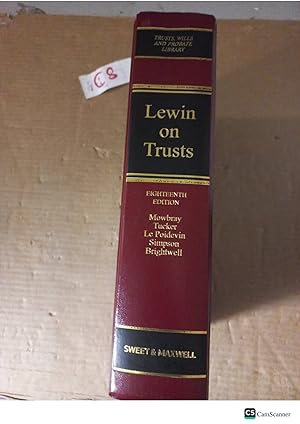 TRUSTS, WILLS
AND PROBATE
LIBRARY
Lewin
on
Trusts
EIGHTEENTH
EDITION
Mowbray
Tucker
Le Poidevin
Simpson
Brightwell
SWEET & MAXWELL
CS CamScanner